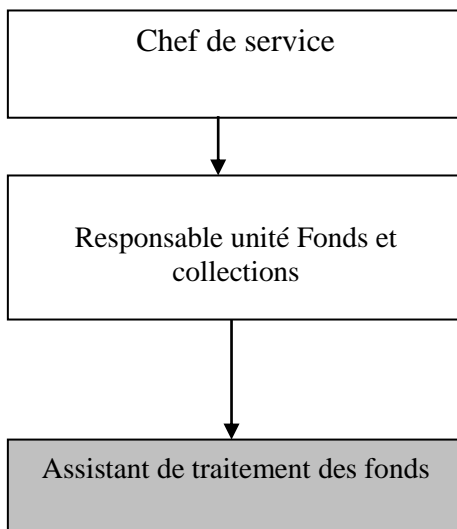 Chef de service
Responsable unité Fonds et
collections
Assistant de traitement des fonds